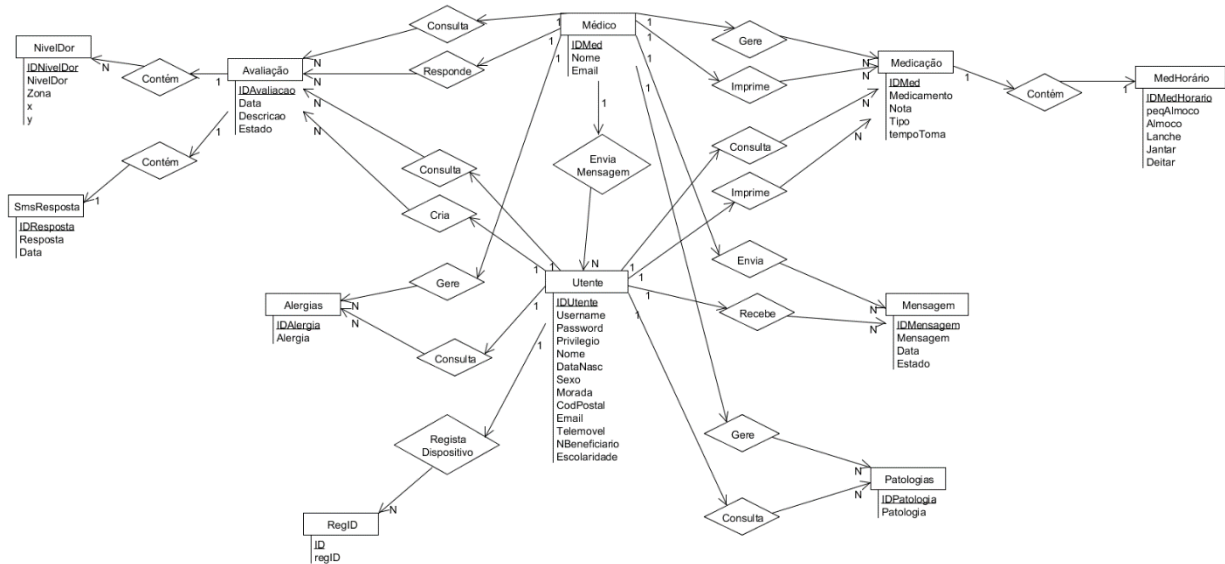 Médico
IDMed
Nome
Email
Consulta
1
N
Responde
1
N
Gere
1
N
Imprime
1
N
NivelDor
IDNivelDor
NivelDor
Zona
x
y
N
Contém
1
Avaliação
IDAvaliacao
Data
Descricao
Estado
1
Contém
1
SmsResposta
IDResposta
Resposta
Data
Medicação
IDMed
Medicamento
Nota
Tipo
tempoToma
1
Contém
1
MedHorário
IDMedHorario
peqAlmoco
Almoco
Lanche
Jantar
Deitar
1
Envia
Mensagem
N
Consulta
1
N
Cria
1
N
Consulta
1
N
Imprime
1
N
Utente
IDUtente
Username
Password
Privilegio
Nome
DataNasc
Sexo
Morada
CodPostal
Email
Telemovel
NBeneficiario
Escolaridade
1
Gere
N
Alergias
IDAlergia
Alergia
1
Consulta
N
1
Envia
N
1
Recebe
N
Mensagem
IDMensagem
Mensagem
Data
Estado
1
Regista
Dispositivo
N
RegID
ID
regID
1
Gere
N
1
Consulta
N
Patologias
IDPatologia
Patologia